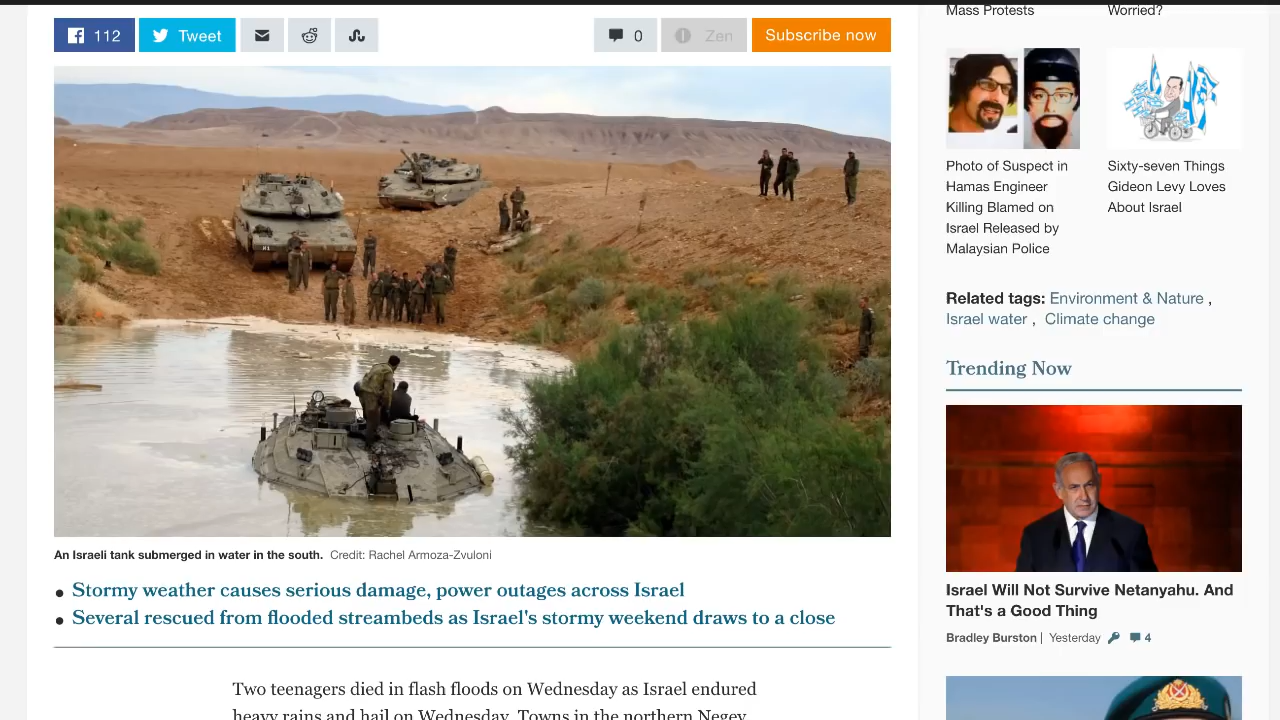 112
Tweet
0
Zen
Subscribe now
An Israeli tank submerged in water in the south. Credit: Rachel Armoza-Zvuloni
Stormy weather causes serious damage, power outages across Israel
Several rescued from flooded streambeds as Israel's stormy weekend draws to a close
Two teenagers died in flash floods on Wednesday as Israel endured
heavy rains and hail on Wednesday. Towns in the northern Negev
Mass Protests
Worried?
Photo of Suspect in
Hamas Engineer
Killing Blamed on
Israel Released by
Malaysian Police
Sixty-seven Things
Gideon Levy Loves
About Israel
Related tags: Environment & Nature ,
Israel water , Climate change
Trending Now
Israel Will Not Survive Netanyahu. And
That's a Good Thing
Bradley Burston | Yesterday 4